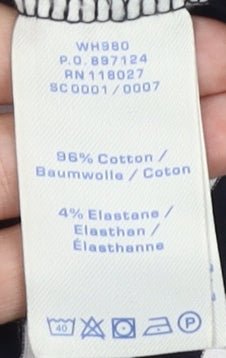 WH980
P.O. 897124
RN 118027
SC0001/0007
96% Cotton /
Baumwolle / Coton
4% Elastane /
Elasthan /
Élasthanne
40 P